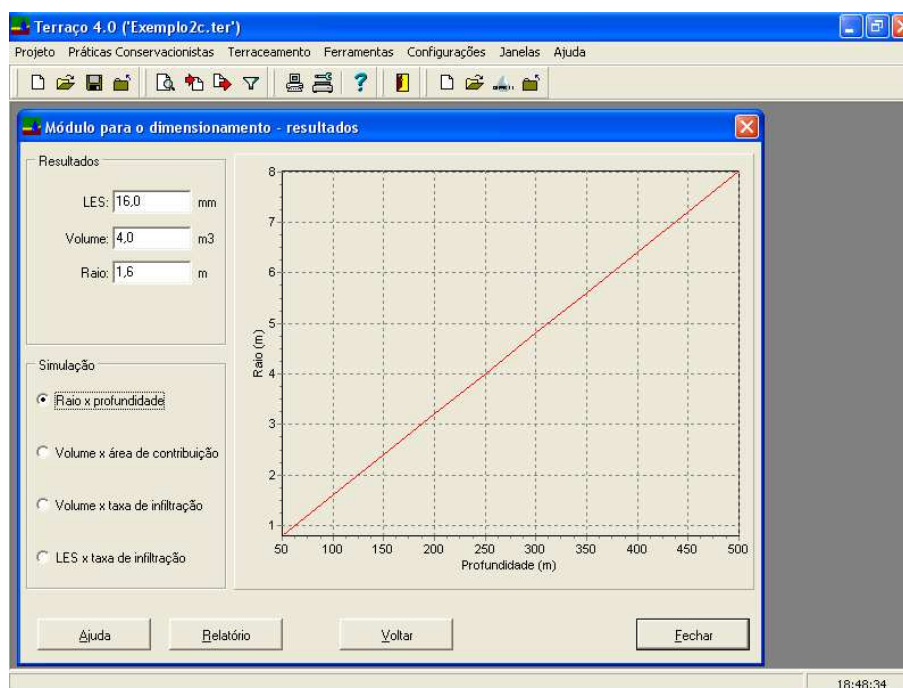 Terraço 4.0 ('Exemplo2c.ter')
Projeto Práticas Conservacionistas Terraceamento Ferramentas Configurações Janelas Ajuda
Módulo para o dimensionamento - resultados
Resultados
LES: 16,0 mm
Volume: 4,0 m3
Raio: 1,6 m
Simulação
Raio x profundidade
Volume x área de contribuição
Volume x taxa de infiltração
LES x taxa de infiltração
8
7
6
5
4
3
2
1
Raio (m)
50 100 150 200 250 300 350 400 450 500
Profundidade (m)
Ajuda Relatório Voltar Fechar
18:48:34